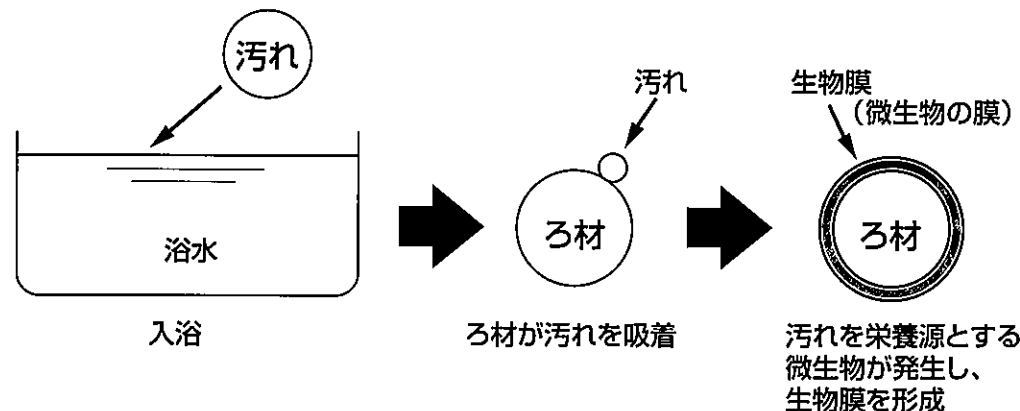 汚れ
浴水
入浴
汚れ
ろ材
ろ材が汚れを吸着
生物膜
（微生物の膜）
ろ材
汚れを栄養源とする
微生物が発生し、
生物膜を形成